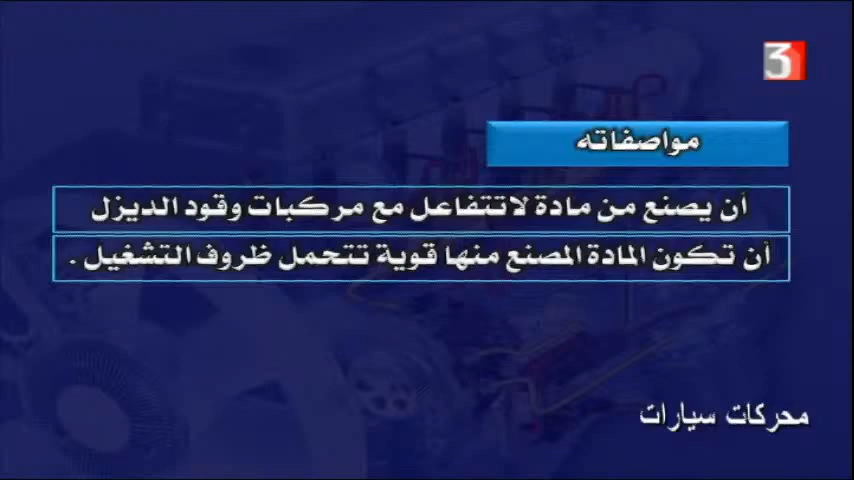 3
مواصفاته
أن يصنع من مادة لاتتفاعل مع مركبات وقود الديزل
أن تكون المادة المصنع منها قوية تتحمل ظروف التشغيل .
محركات سيارات